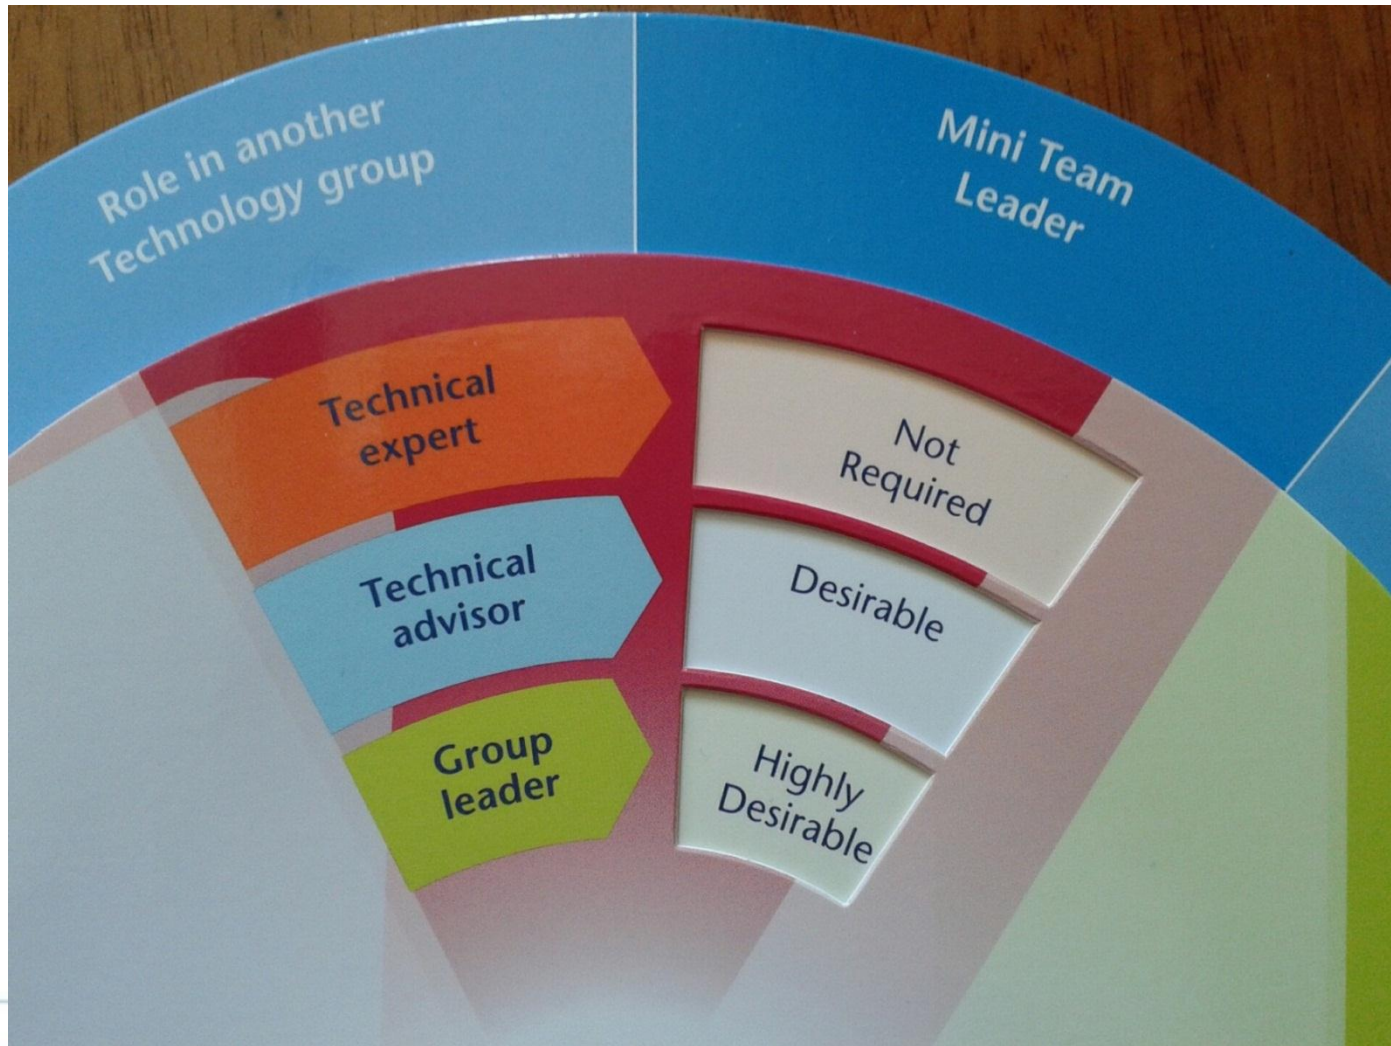 Role in another
Technology group
Mini Team
Leader
Technical
expert
Not
Required
Technical
advisor
Desirable
Group
leader
Highly
Desirable